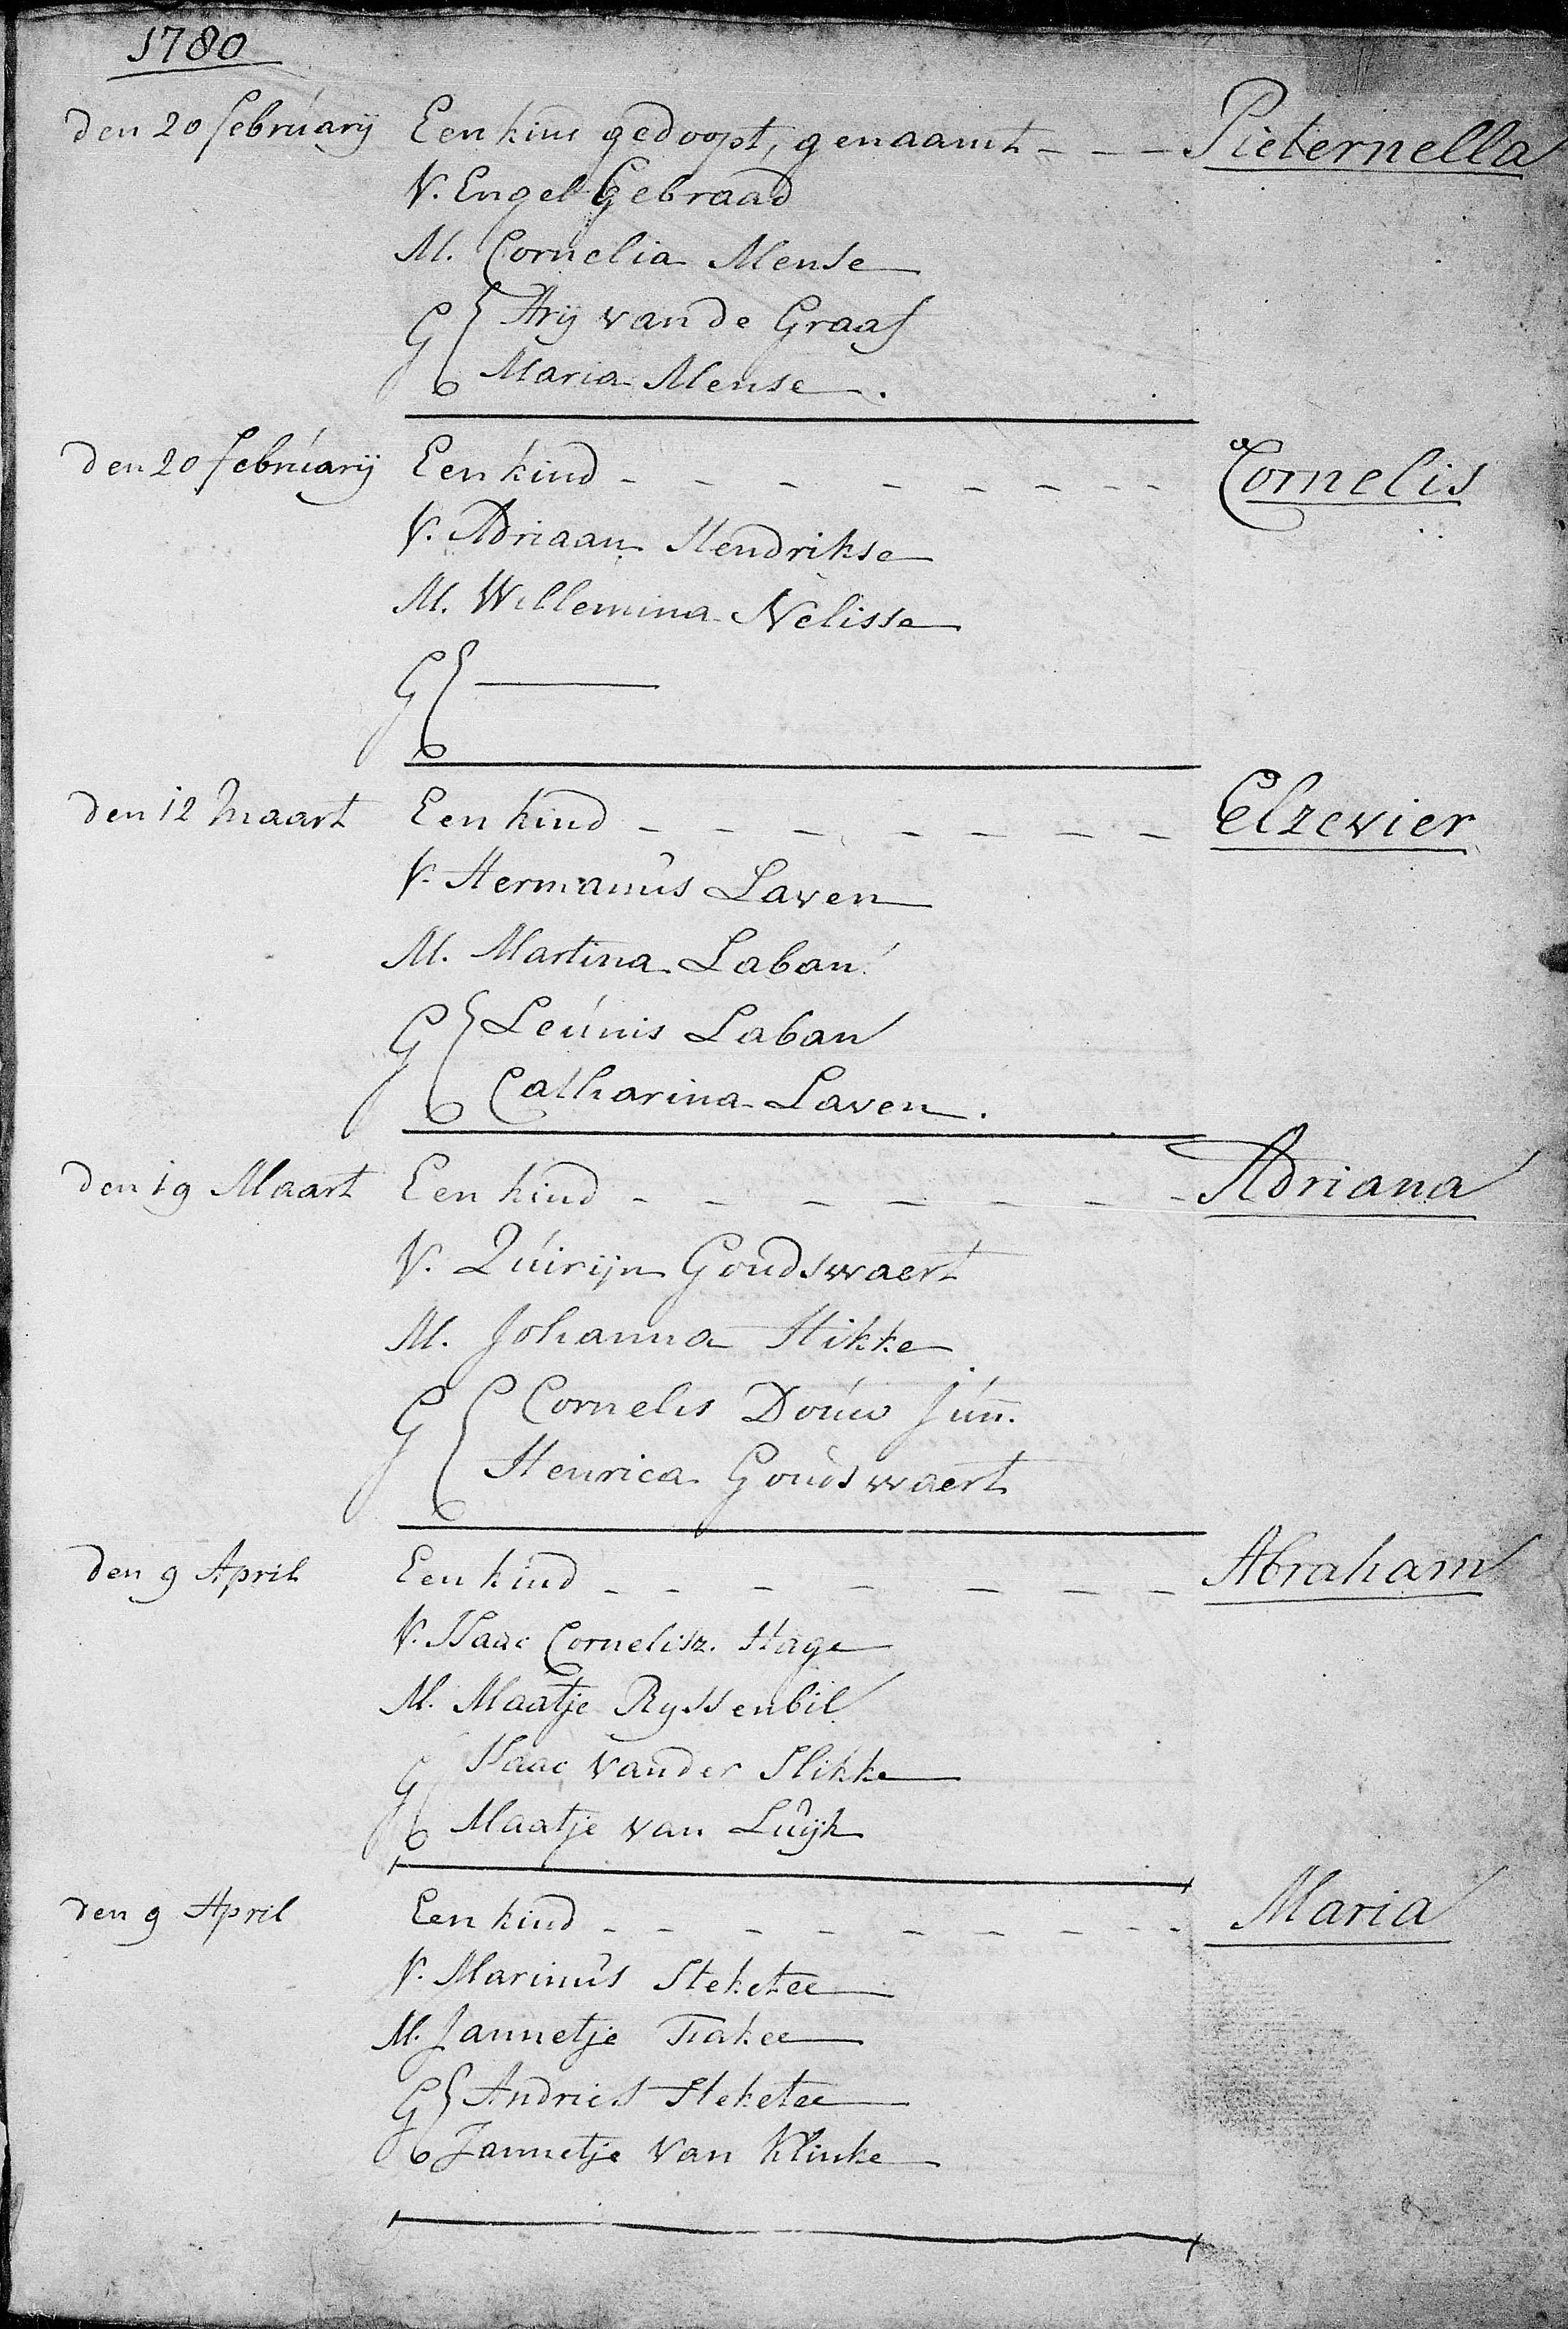 1780
den 20 februarij Een kint gedoopt, genaamt - - - Pieternella
V. Engel Gebraad
M. Cornelia Mense
G { Arij van de Graaf
Maria Mense.
den 20 februarij Een kind - - - - - - - - Cornelis
V. Adriaan Hendrikse
M. Willemina Nelisse
G { ———
den 12 Maart Een kind - - - - - - - Elzevier
V. Hermanus Laven
M. Martina Laban
G { Leunis Laban
Catharina Laven.
den 19 Maart Een kind - - - - - - - Adriana
V. Quirijn Goudswaert
M. Johanna Hikke
G { Cornelis Douw Jun.
Henrica Goudswaert
den 9 April Een kind - - - - - - - Abraham
V. Isaac Cornelisz. Hage
M. Maatje Ryssenbil
G { Isaac vander Slikke
Maatje van Luijk
den 9 April Een kind - - - - - - - - Maria
V. Marinus Steketee
M. Jannetje
G { Andries Steketee
Jannetje van Klinke